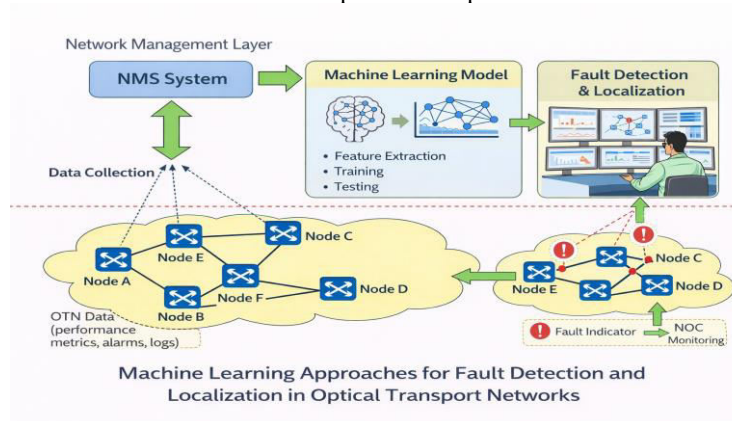 Network Management Layer
NMS System
Machine Learning Model
• Feature Extraction
• Training
• Testing
Fault Detection
& Localization
Data Collection
Node A
Node E
Node C
Node B
Node F
Node D
OTN Data
(performance
metrics, alarms, logs)
Node E
Node C
Node D
! Fault Indicator
NOC
Monitoring
Machine Learning Approaches for Fault Detection and
Localization in Optical Transport Networks